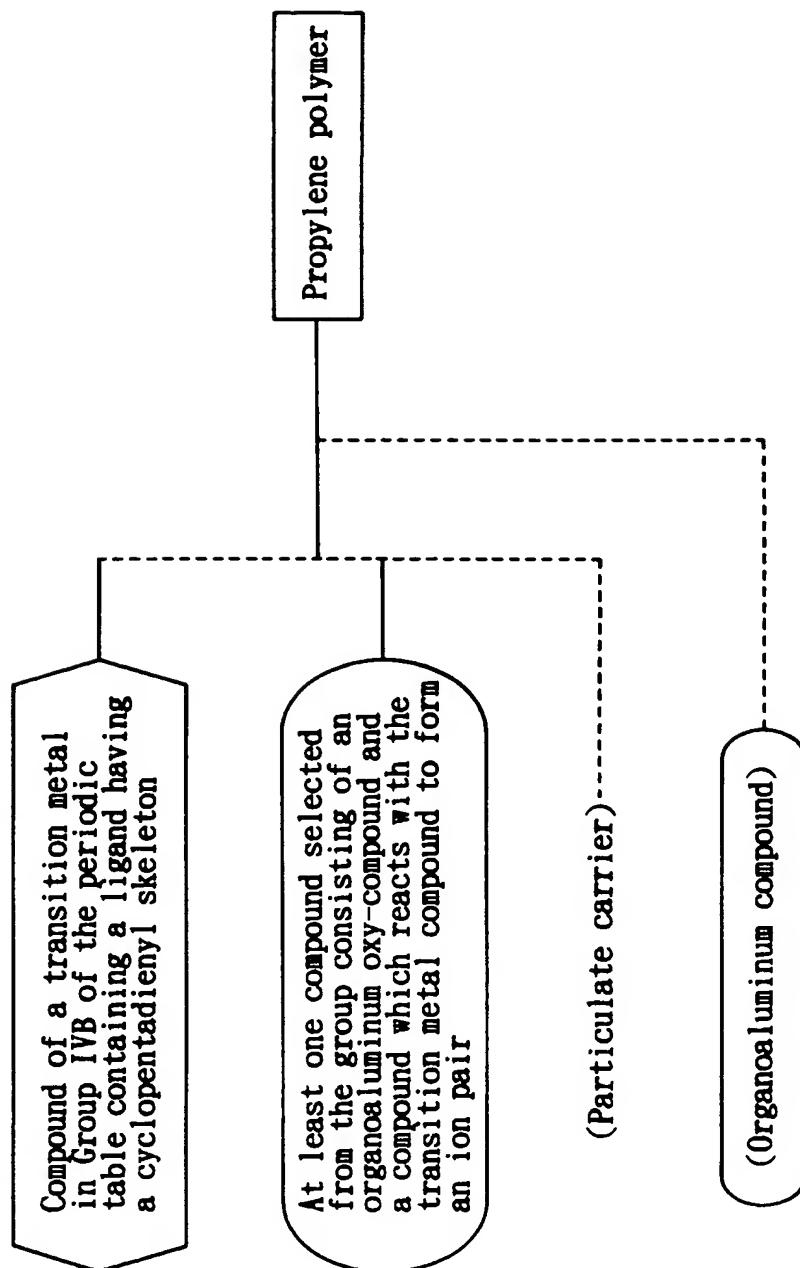 Compound of a transition metal
in Group IVB of the periodic
table containing a ligand having
a cyclopentadienyl skeleton
At least one compound selected
from the group consisting of an
organoaluminum oxy-compound and
a compound which reacts with the
transition metal compound to form
an ion pair
(Particulate carrier)
(Organoaluminum compound)
Propylene polymer